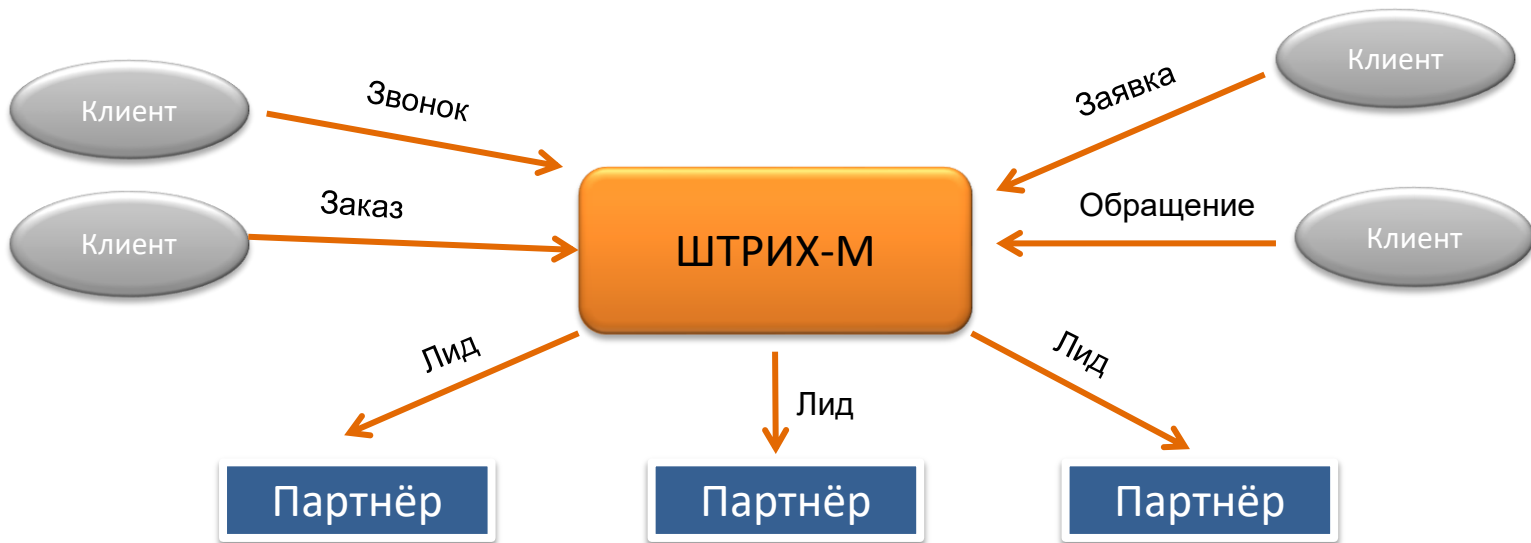 Клиент
Звонок
Заявка
Клиент
Клиент
Заказ
ШТРИХ-М
Обращение
Клиент
Лид
Лид
Лид
Партнёр
Партнёр
Партнёр